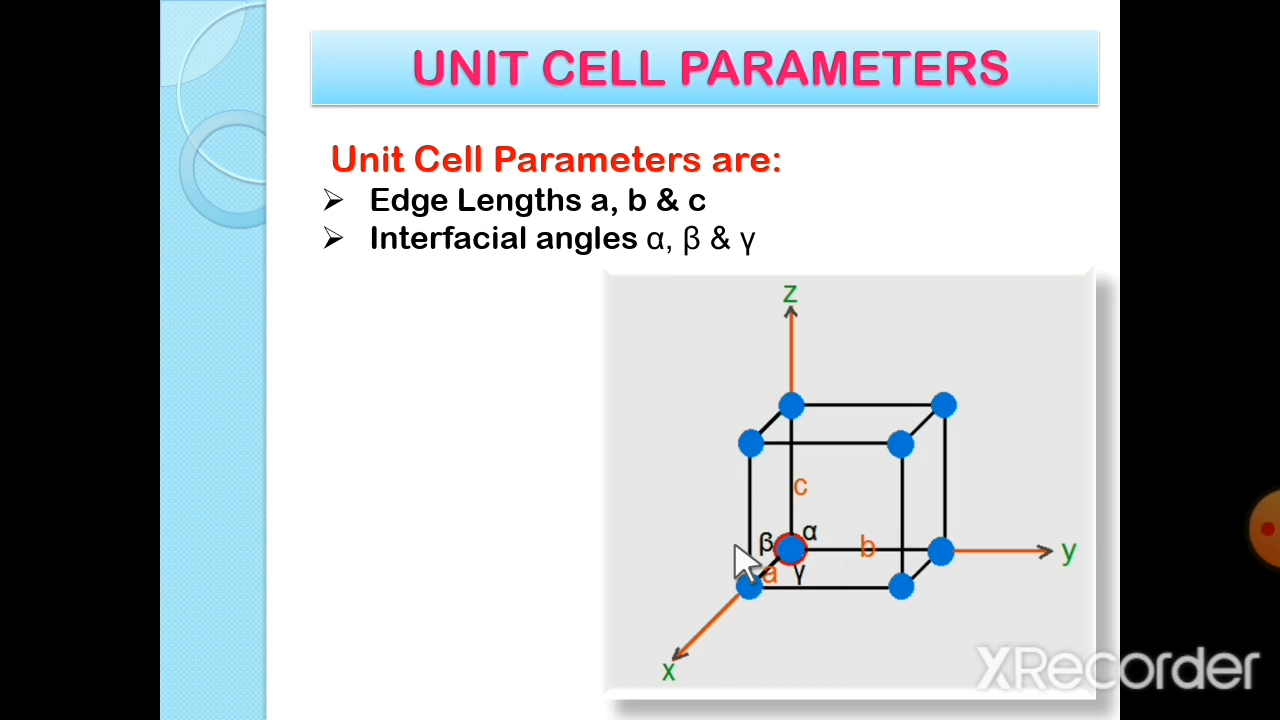 UNIT CELL PARAMETERS
Unit Cell Parameters are:
➢ Edge Lengths a, b & c
➢ Interfacial angles α, β & γ
z
c
β
α
b
y
a
γ
x
XRecorder